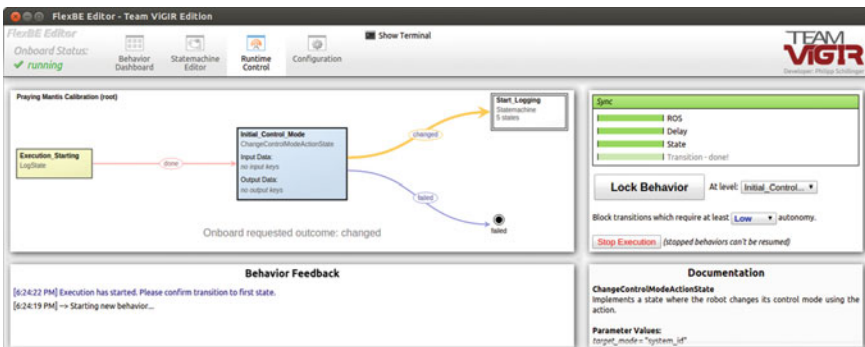 FlexBE Editor - Team ViGIR Edition
FlexBE Editor
Onboard Status:
running
Behavior Dashboard
Statemachine Editor
Runtime Control
Configuration
Show Terminal
TEAM
ViGIR
Developer: Philipp Schillinger
Praying Mantis Calibration (root)
Execution_Starting
LogState
done
Initial_Control_Mode
ChangeControlModeActionState
Input Data:
no input keys
Output Data:
no output keys
changed
failed
Start_Logging
Statemachine
5 states
failed
Onboard requested outcome: changed
Sync
ROS
Delay
State
Transition - done!
Lock Behavior
At level: Initial_Control...
Block transitions which require at least Low autonomy.
Stop Execution (stopped behaviors can't be resumed)
Behavior Feedback
[6:24:22 PM] Execution has started. Please confirm transition to first state.
[6:24:19 PM] --> Starting new behavior...
Documentation
ChangeControlModeActionState
Implements a state where the robot changes its control mode using the
action.
Parameter Values:
target_mode = "system_id"